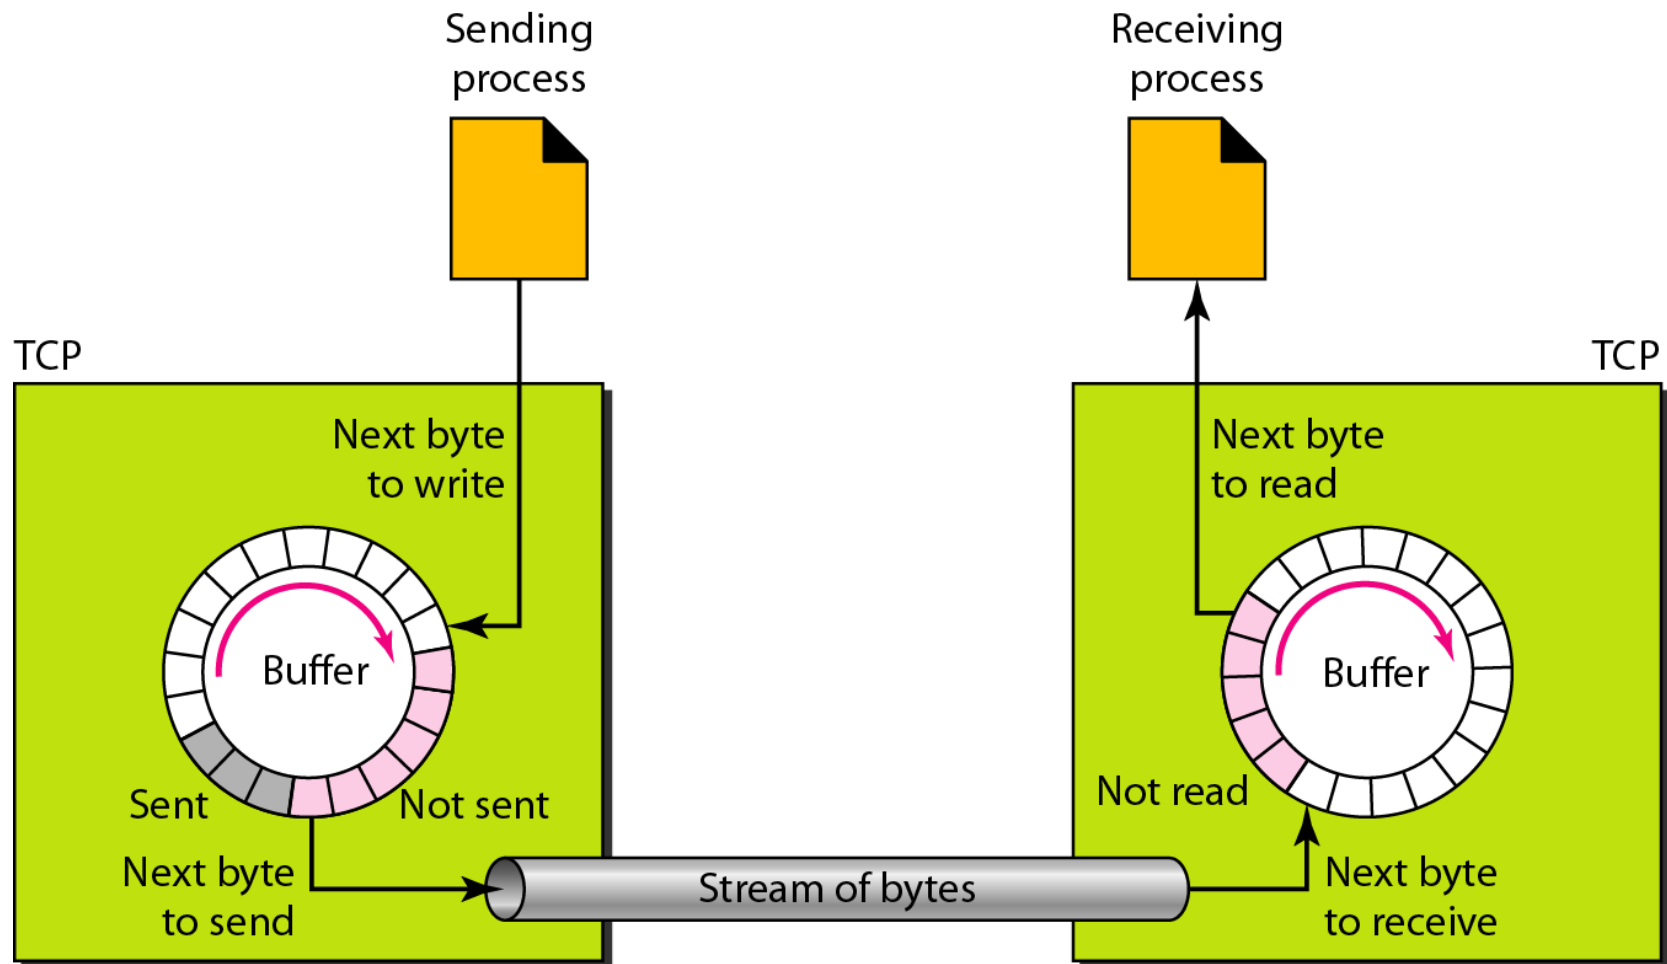 Sending
process
Receiving
process
TCP
TCP
Next byte
to write
Next byte
to read
Buffer
Buffer
Sent
Not sent
Not read
Next byte
to send
Stream of bytes
Next byte
to receive